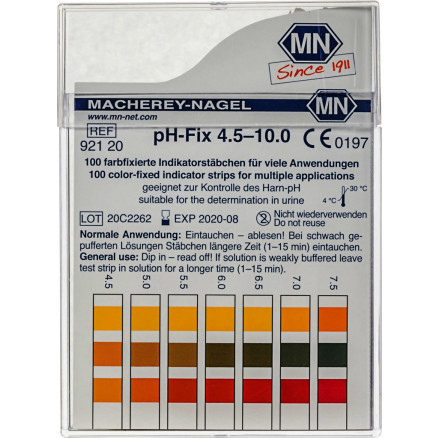 MN
Since 1911
MACHEREY-NAGEL
www.mn-net.com
MN
REF
921 20
pH-Fix 4.5–10.0
CE 0197
100 farbfixierte Indikatorstäbchen für viele Anwendungen
100 color-fixed indicator strips for multiple applications
geeignet zur Kontrolle des Harn-pH
suitable for the determination in urine
30 °C
4 °C
LOT 20C2262
EXP 2020-08
2
Nicht wiederverwenden
Do not reuse
Normale Anwendung: Eintauchen – ablesen! Bei schwach ge-
pufferten Lösungen Stäbchen längere Zeit (1–15 min) eintauchen.
General use: Dip in – read off! If solution is weakly buffered leave
test strip in solution for a longer time (1–15 min).
4.5 5.0 5.5 6.0 6.5 7.0 7.5